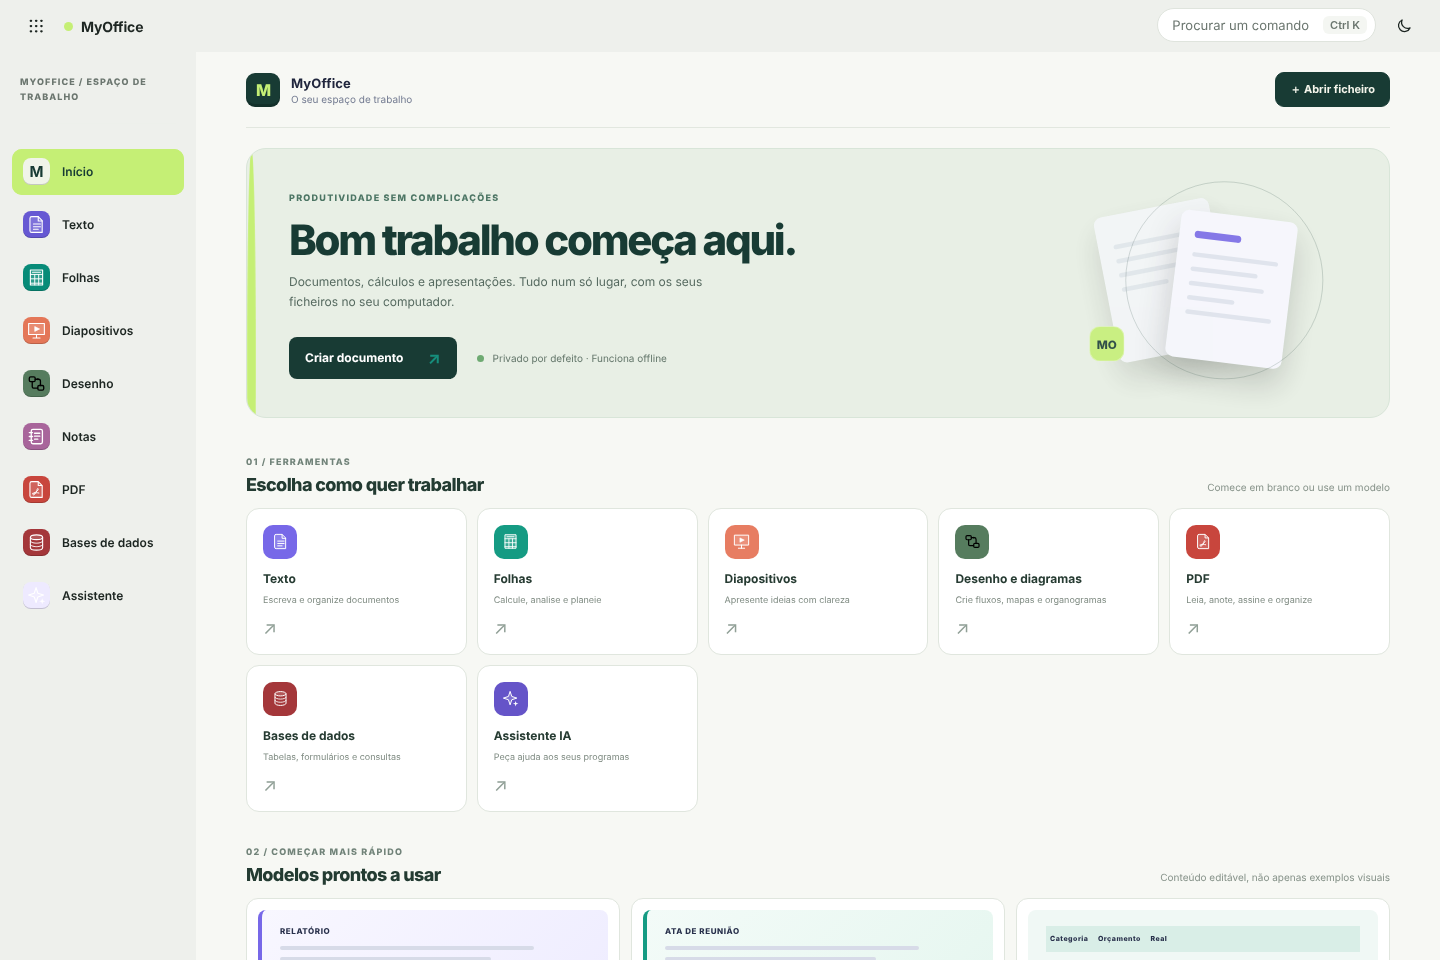 MyOffice
Procurar um comando Ctrl K
MYOFFICE / ESPAÇO DE
TRABALHO
M Início
Texto
Folhas
Diapositivos
Desenho
Notas
PDF
Bases de dados
Assistente
M
MyOffice
O seu espaço de trabalho
+ Abrir ficheiro
PRODUTIVIDADE SEM COMPLICAÇÕES
Bom trabalho começa aqui.
Documentos, cálculos e apresentações. Tudo num só lugar, com os seus
ficheiros no seu computador.
Criar documento
Privado por defeito · Funciona offline
MO
01 / FERRAMENTAS
Escolha como quer trabalhar
Comece em branco ou use um modelo
Texto
Escreva e organize documentos
Folhas
Calcule, analise e planeie
Diapositivos
Apresente ideias com clareza
Desenho e diagramas
Crie fluxos, mapas e organogramas
PDF
Leia, anote, assine e organize
Bases de dados
Tabelas, formulários e consultas
Assistente IA
Peça ajuda aos seus programas
02 / COMEÇAR MAIS RÁPIDO
Modelos prontos a usar
Conteúdo editável, não apenas exemplos visuais
RELATÓRIO
ATA DE REUNIÃO
Categoria Orçamento Real